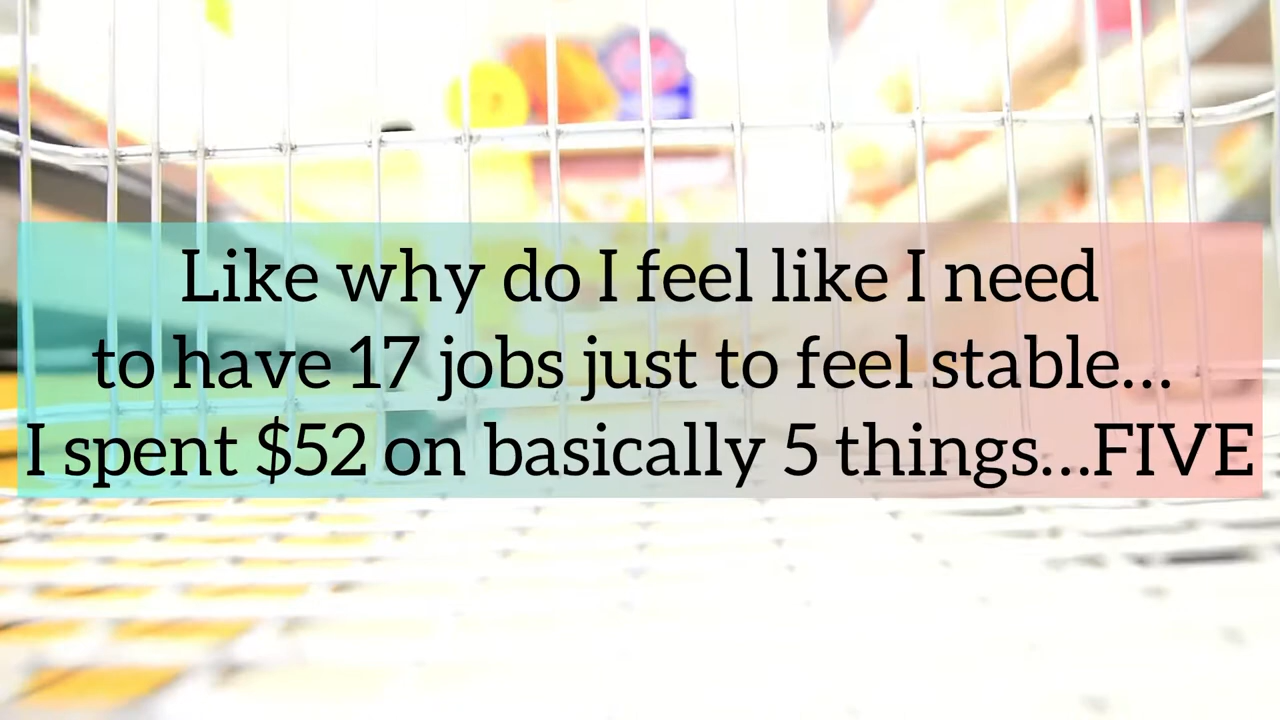 Like why do I feel like I need
to have 17 jobs just to feel stable...
I spent $52 on basically 5 things...FIVE